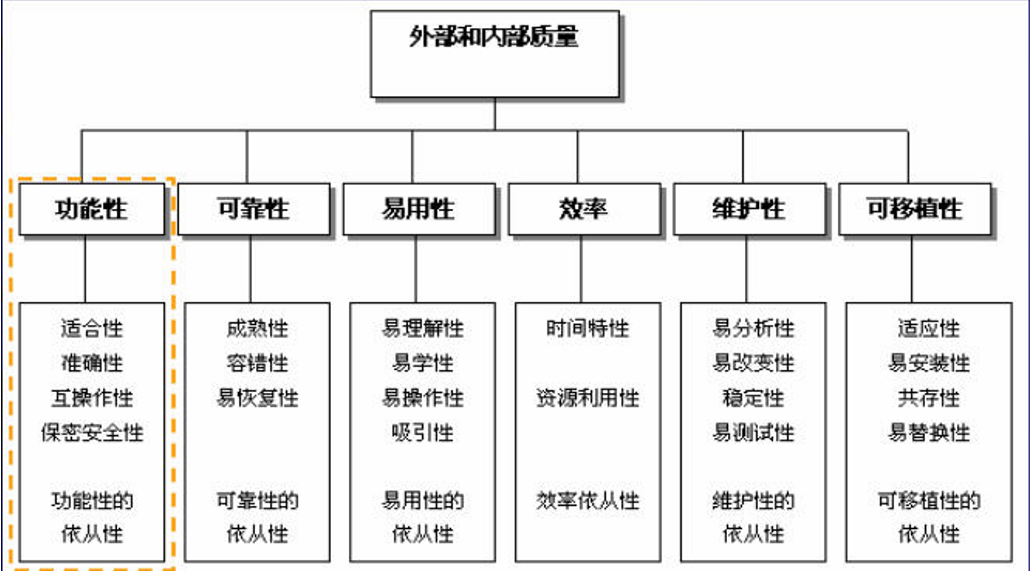 外部和内部质量
功能性
可靠性
易用性
效率
维护性
可移植性
适合性
准确性
互操作性
保密安全性
功能性的
依从性
成熟性
容错性
易恢复性
可靠性的
依从性
易理解性
易学性
易操作性
吸引性
易用性的
依从性
时间特性
资源利用性
效率依从性
易分析性
易改变性
稳定性
易测试性
维护性的
依从性
适应性
易安装性
共存性
易替换性
可移植性的
依从性